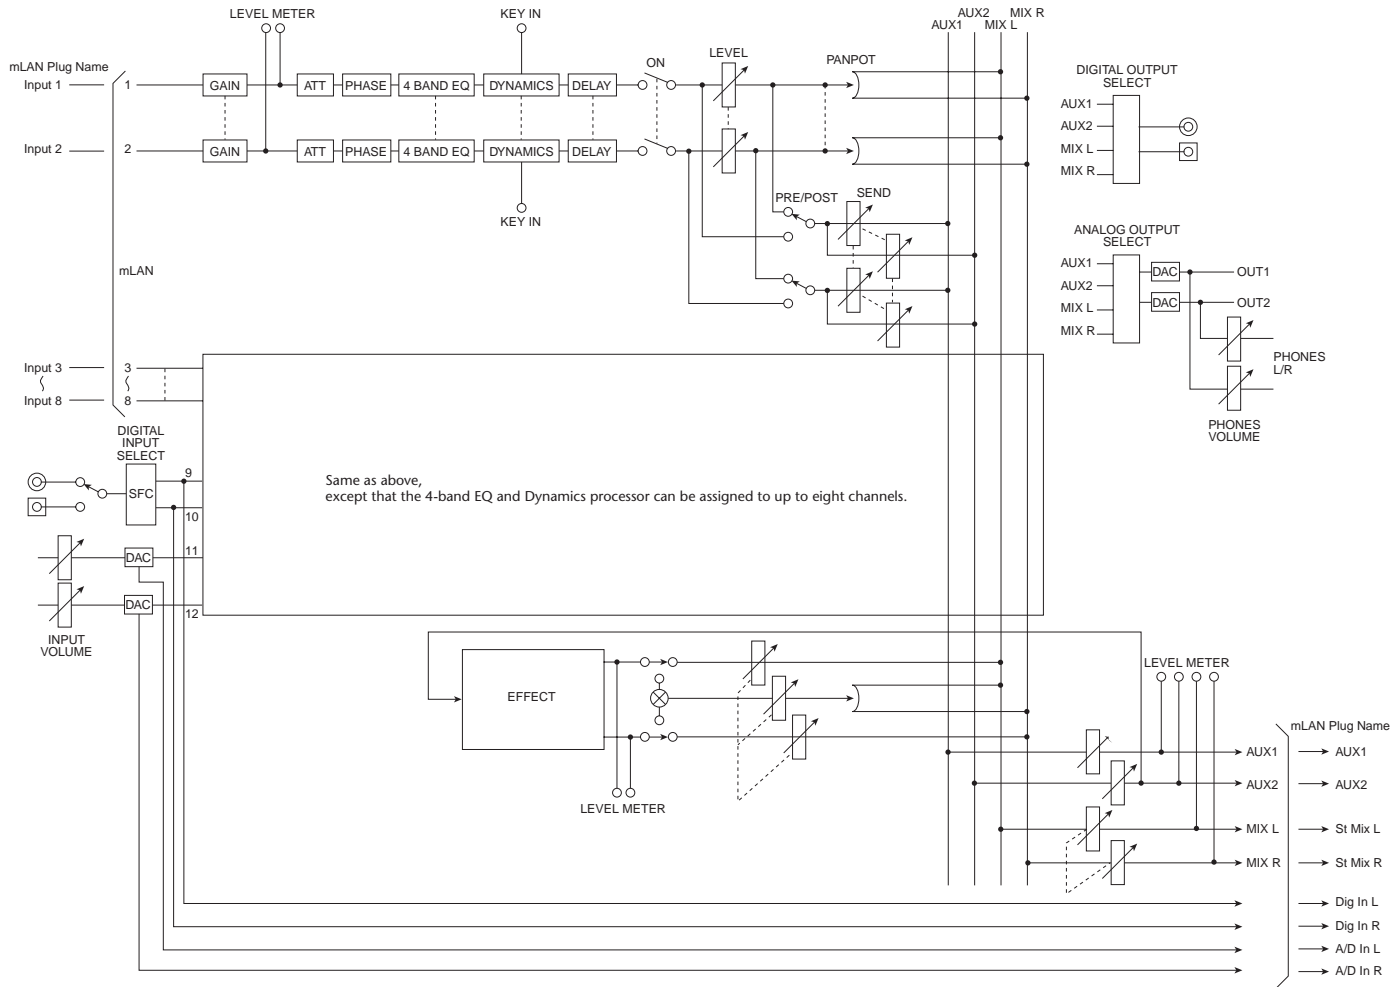 LEVEL METER
KEY IN
AUX2 MIX R
AUX1 MIX L
mLAN Plug Name
Input 1
1
GAIN
ATT
PHASE
4 BAND EQ
DYNAMICS
DELAY
ON
LEVEL
PANPOT
Input 2
2
GAIN
ATT
PHASE
4 BAND EQ
DYNAMICS
DELAY
KEY IN
PRE/POST
SEND
mLAN
DIGITAL OUTPUT
SELECT
AUX1
AUX2
MIX L
MIX R
ANALOG OUTPUT
SELECT
AUX1
AUX2
MIX L
MIX R
DAC
OUT1
DAC
OUT2
PHONES
L/R
PHONES
VOLUME
Input 3
3
Input 8
8
DIGITAL
INPUT
SELECT
SFC
9
10
Same as above,
except that the 4-band EQ and Dynamics processor can be assigned to up to eight channels.
DAC
11
DAC
12
INPUT
VOLUME
EFFECT
LEVEL METER
LEVEL METER
mLAN Plug Name
AUX1
AUX1
AUX2
AUX2
MIX L
St Mix L
MIX R
St Mix R
Dig In L
Dig In R
A/D In L
A/D In R